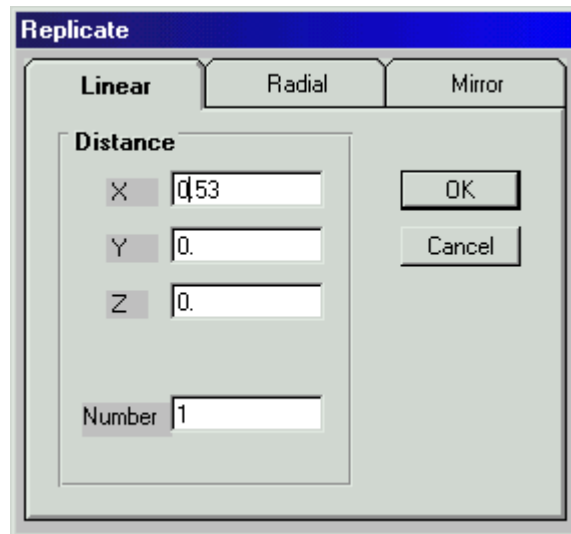 Replicate
Linear Radial Mirror
Distance
X 0.53 OK
Y 0. Cancel
Z 0.
Number 1